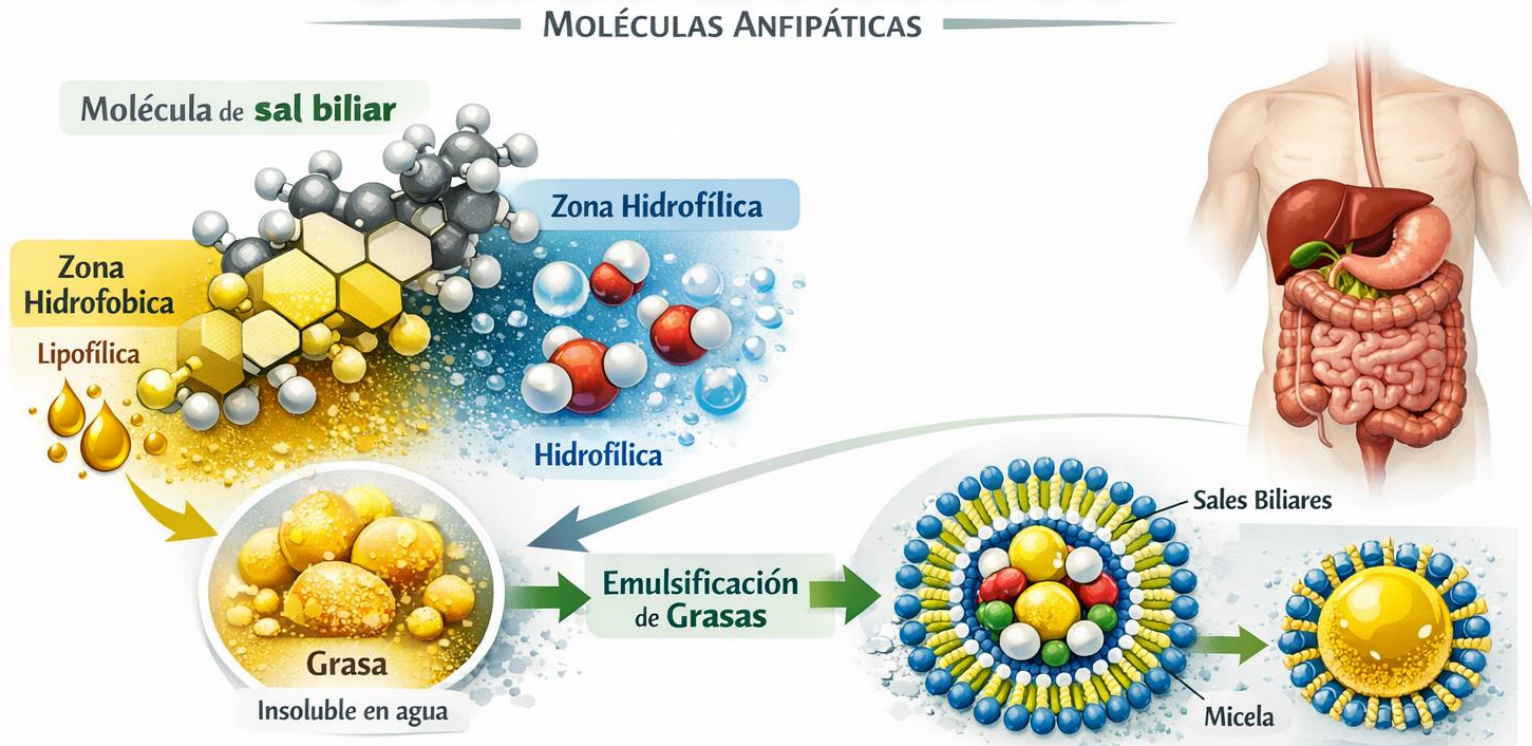 MOLÉCULAS ANFIPÁTICAS
Molécula de sal biliar
Zona Hidrofílica
Zona
Hidrofobica
Lipofílica
Hidrofílica
Sales Biliares
Emulsificación
de Grasas
Grasa
Insoluble en agua
Micela